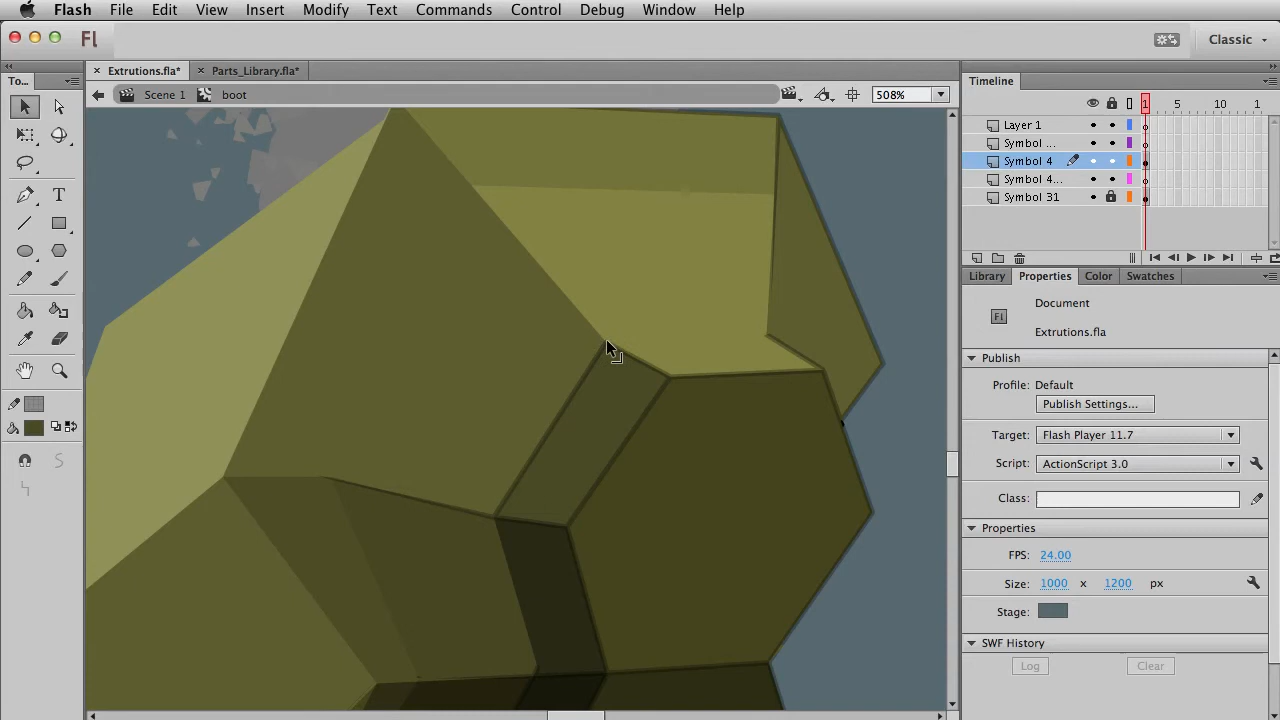 Flash File Edit View Insert Modify Text Commands Control Debug Window Help
Fl Classic
To... Extrutions.fla* Parts_Library.fla* Timeline
Scene 1 boot 508% 1 5 10 1
Layer 1
Symbol ...
Symbol 4
Symbol 4...
Symbol 31
T
Library Properties Color Swatches
Fl Document
Extrutions.fla
Publish
Profile: Default
Publish Settings...
Target: Flash Player 11.7
Script: ActionScript 3.0
Class:
Properties
FPS: 24.00
Size: 1000 x 1200 px
Stage:
SWF History
Log Clear